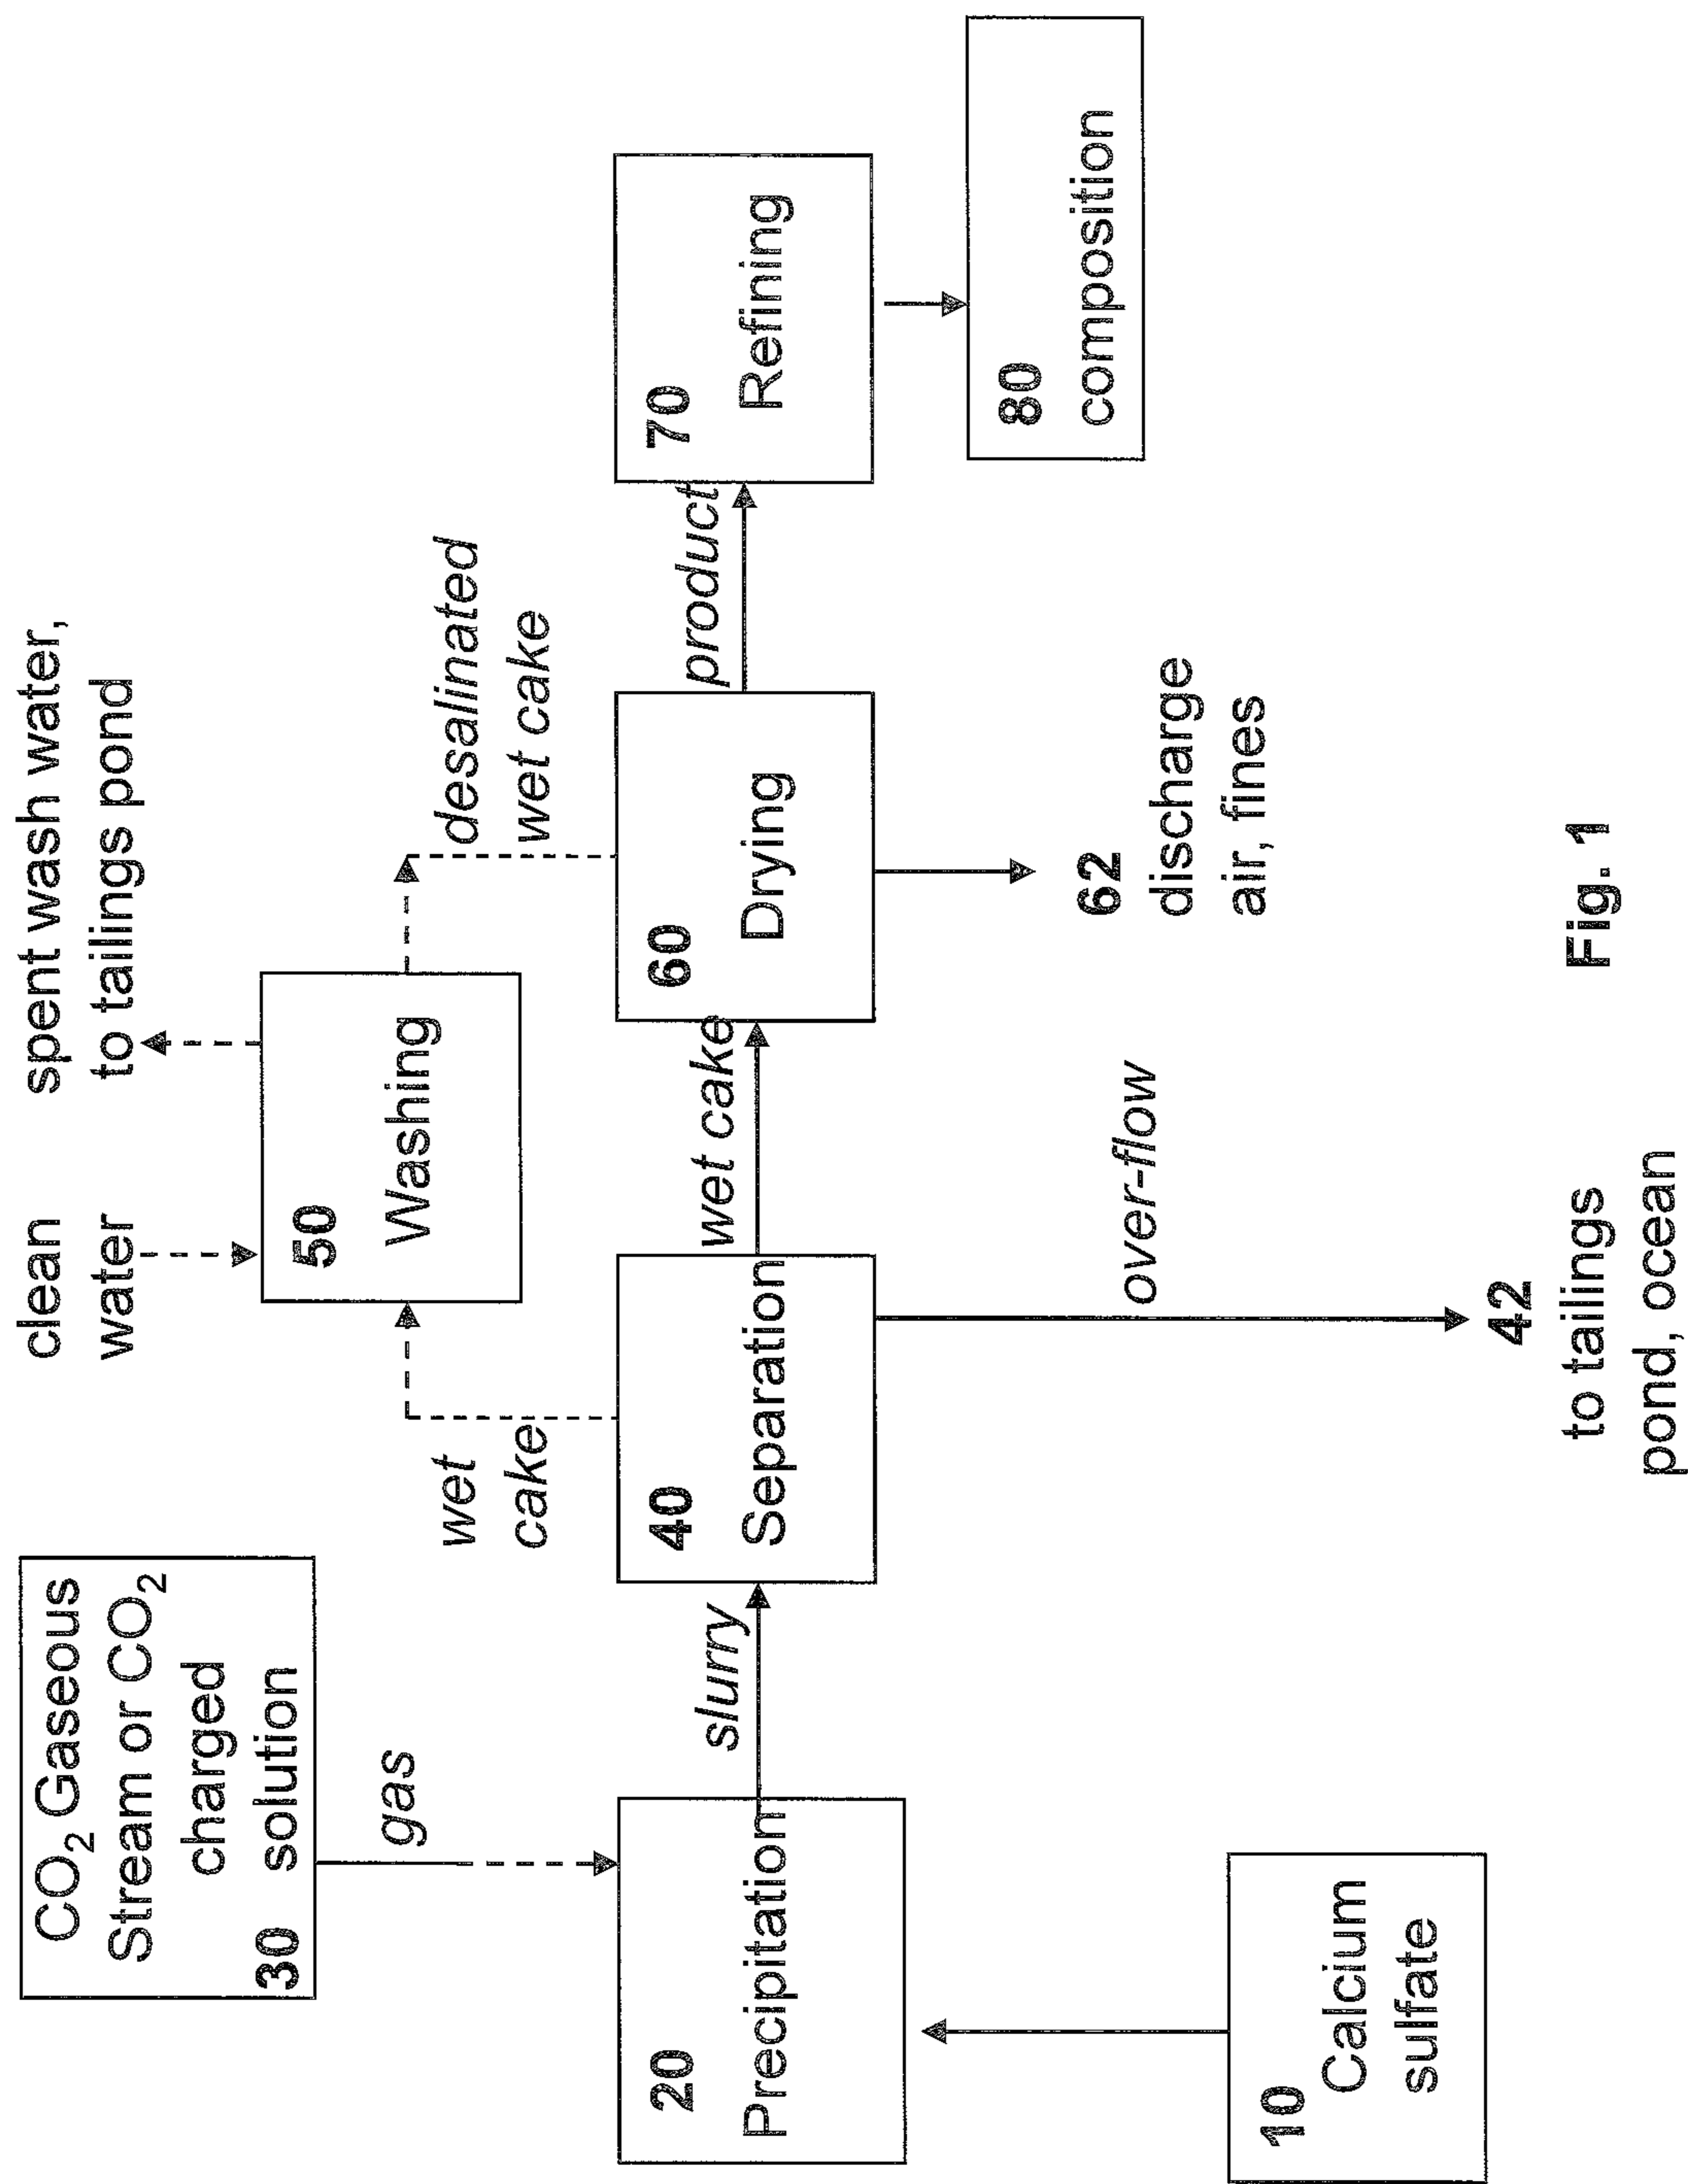 CO2 Gaseous
Stream or CO2
charged
30 solution
clean
water
spent wash water,
to tailings pond
gas
50
Washing
wet
cake
desalinated
wet cake
20
Precipitation
slurry
40
Separation
wet cake
60
Drying
product
70
Refining
10
Calcium
sulfate
over-flow
42
to tailings
pond, ocean
62
discharge
air, fines
80
composition
Fig. 1